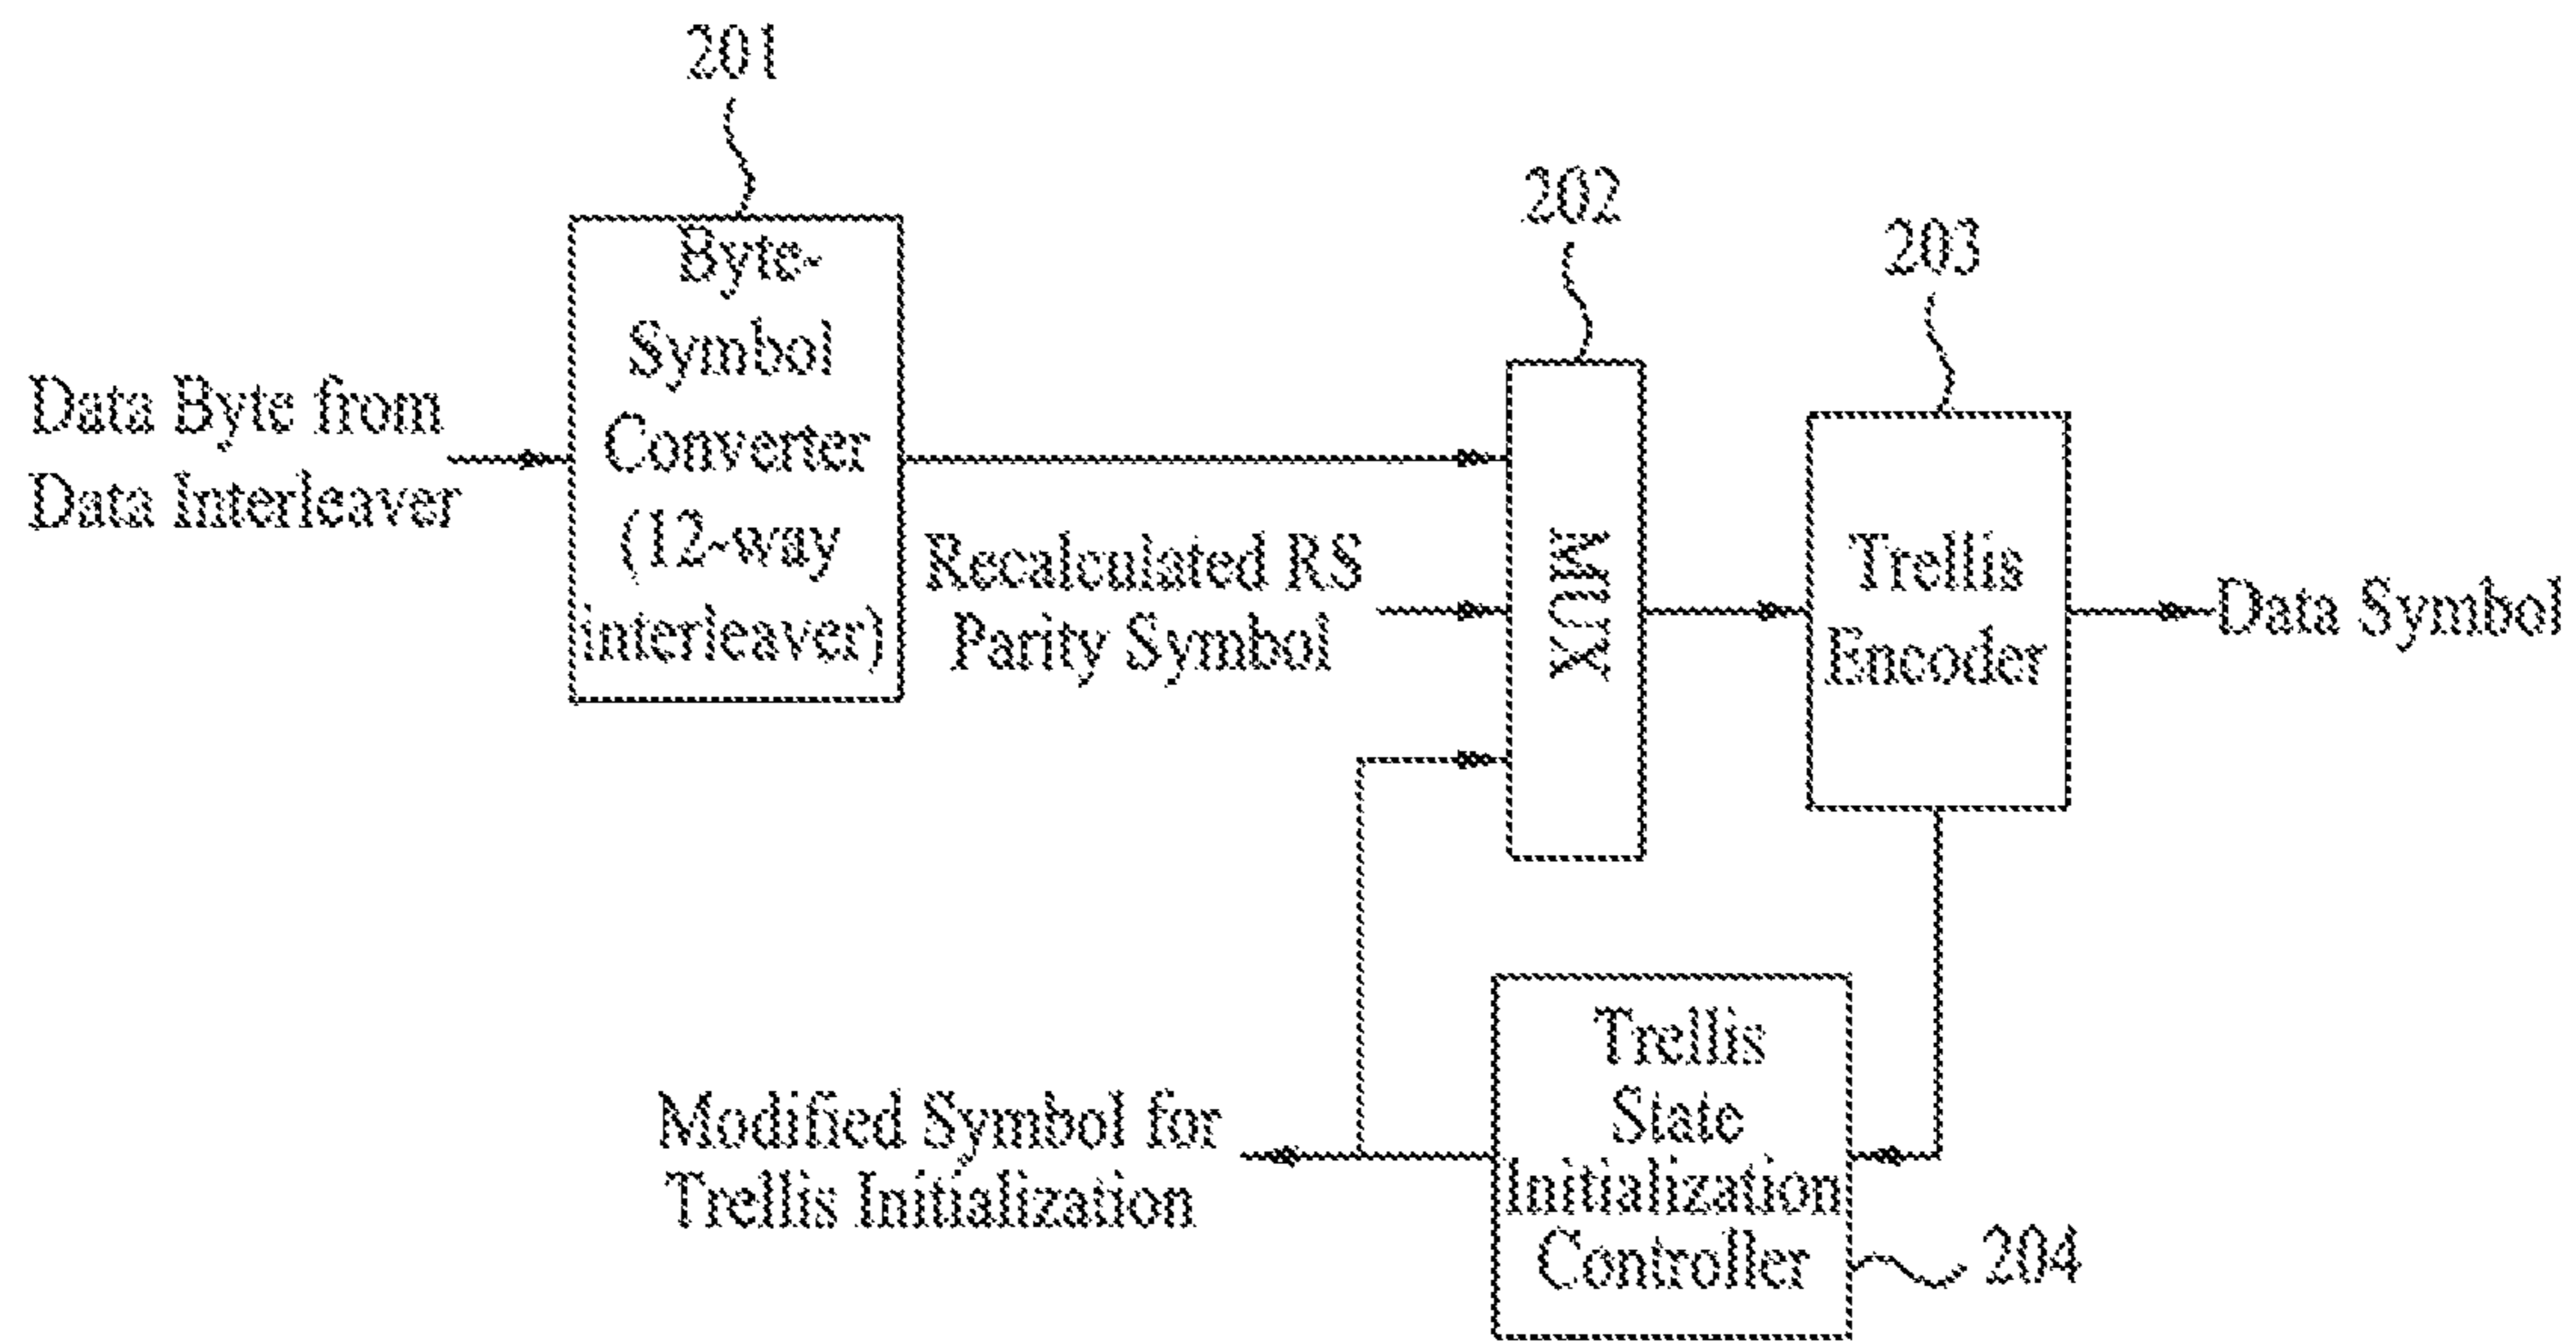 201
Byte-
Symbol
Converter
(12-way
interleaver)
Data Byte from
Data Interleaver
202
MUX
203
Trellis
Encoder
Recalculated RS
Parity Symbol
Data Symbol
Trellis
State
Initialization
Controller
204
Modified Symbol for
Trellis Initialization